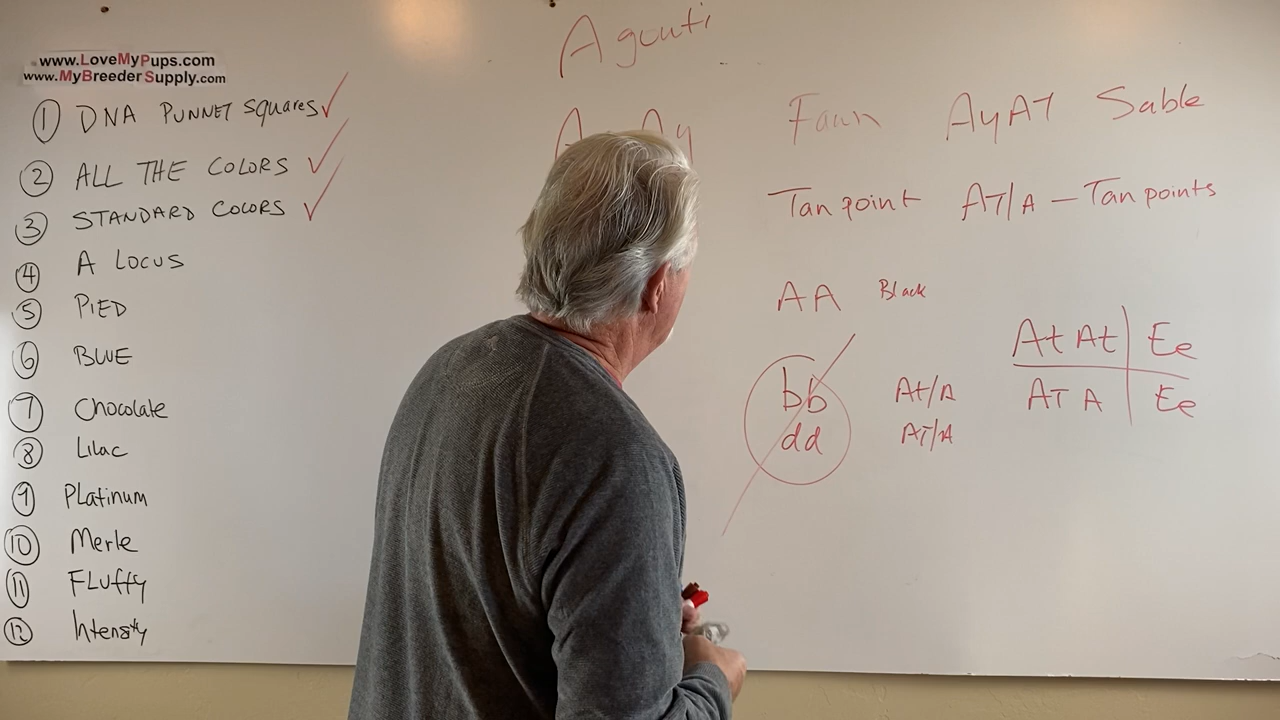 www.LoveMyPups.com
www.MyBreederSupply.com
① DNA PUNNET SQUARES ✓
② ALL THE COLORS ✓
③ STANDARD COLORS ✓
④ A LOCUS
⑤ PIED
⑥ BLUE
⑦ Chocolate
⑧ Lilac
⑨ Platinum
⑩ Merle
⑪ FLuffy
⑫ Intensity
Agouti
Ay
Fawn AyAT Sable
Tan point AT/A – Tan points
AA Black
bb At/A
dd AT/A
At At Ee
AT A Ee